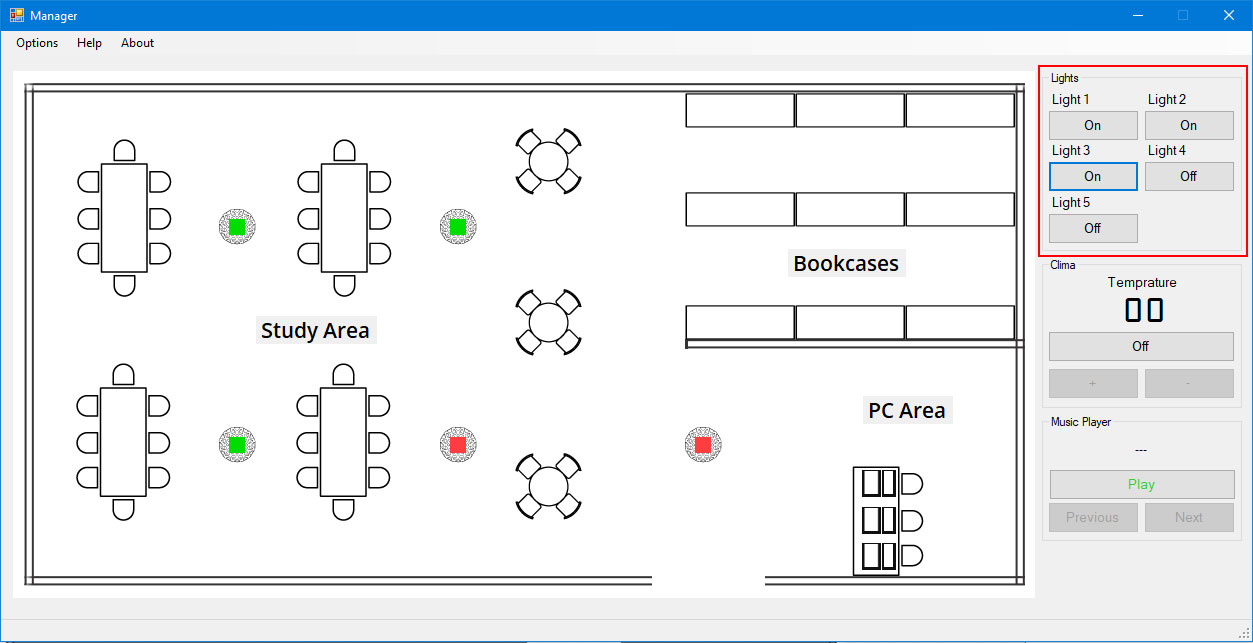 Manager
Options Help About
Study Area
Bookcases
PC Area
Lights
Light 1 Light 2
On On
Light 3 Light 4
On Off
Light 5
Off
Clima
Temprature
00
Off
+ -
Music Player
---
Play
Previous Next